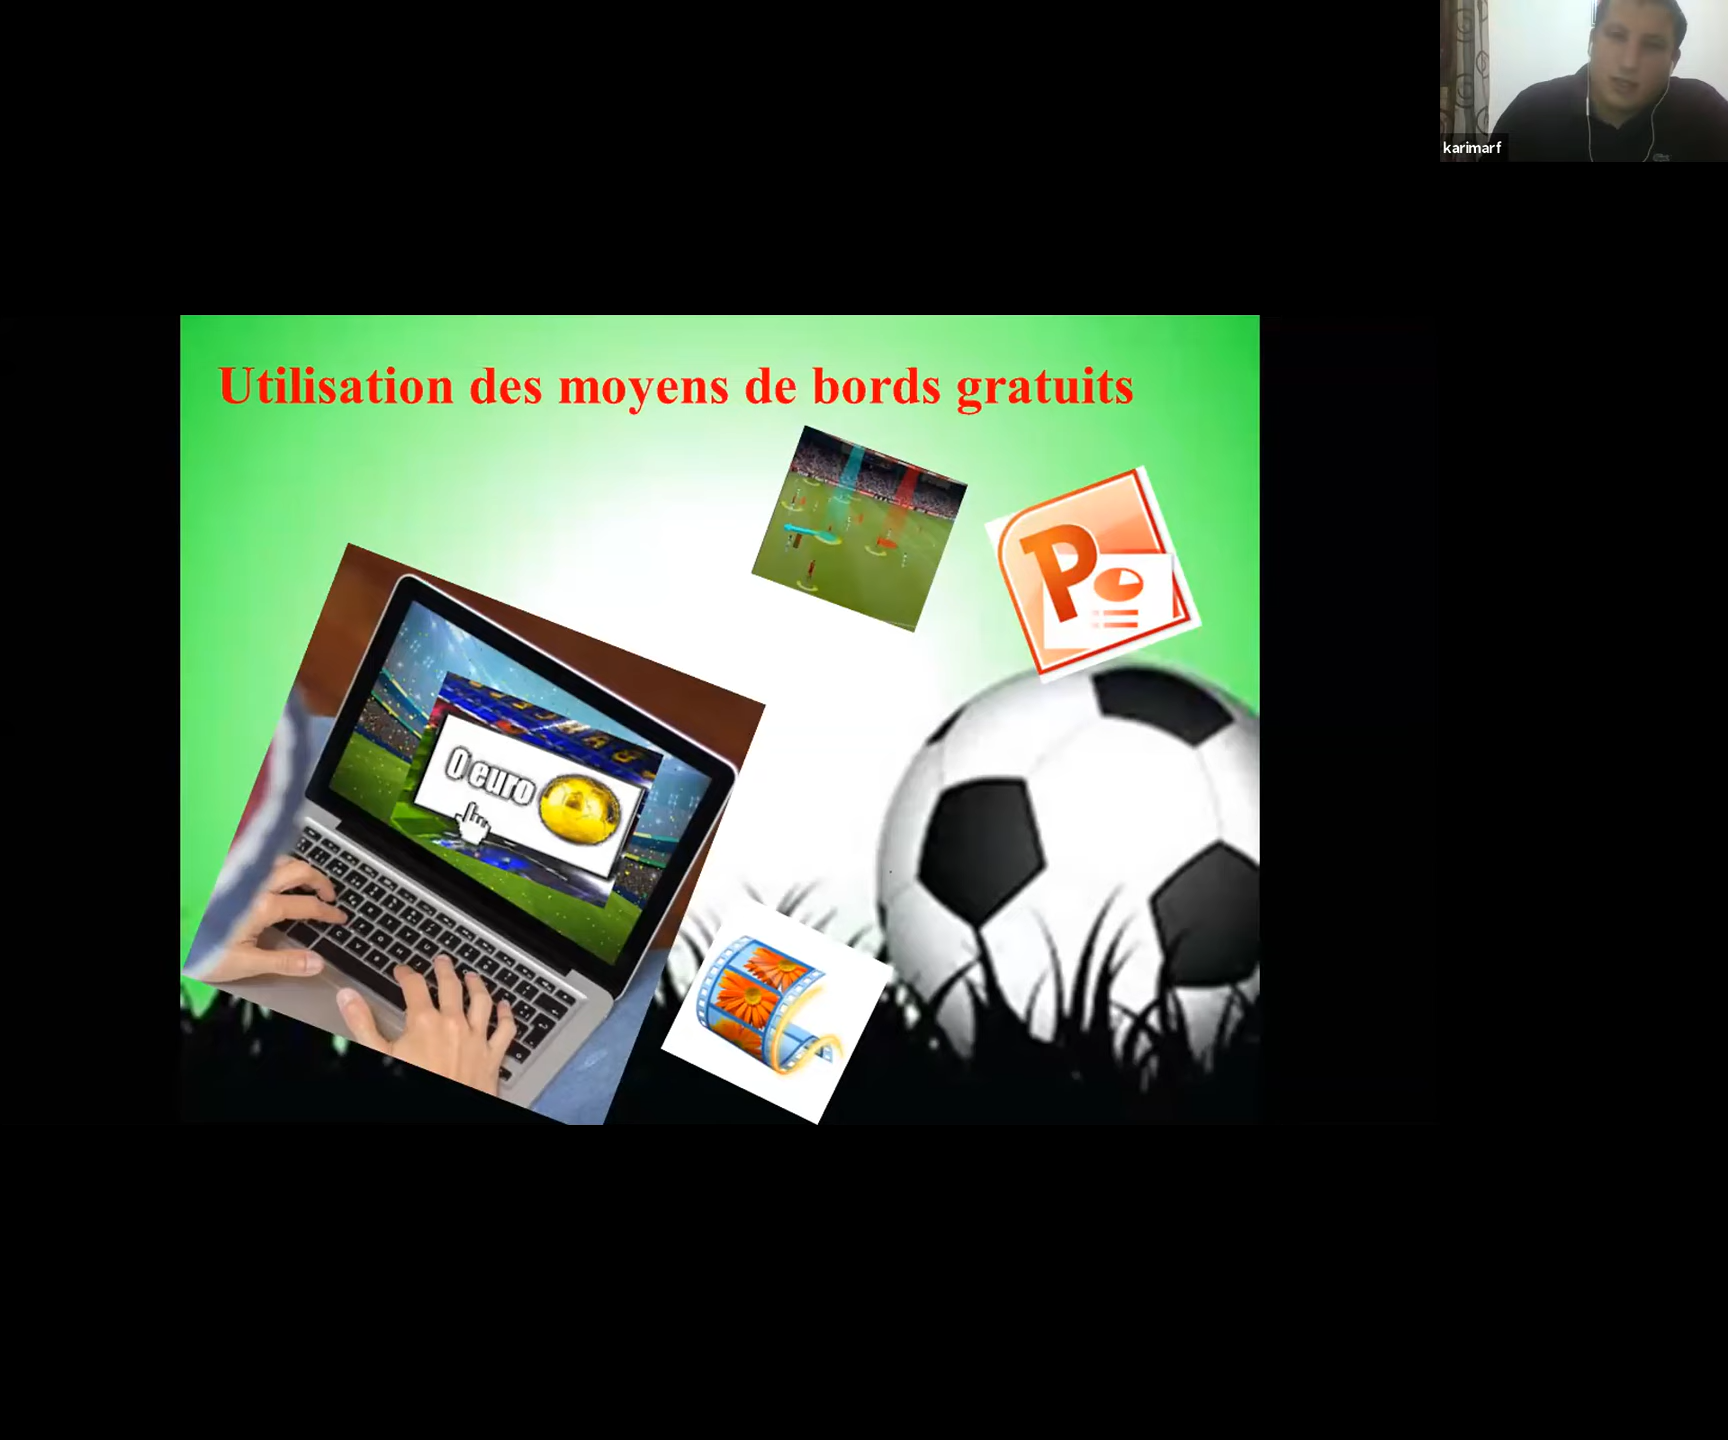 karimarf
Utilisation des moyens de bords gratuits
P
0 euro